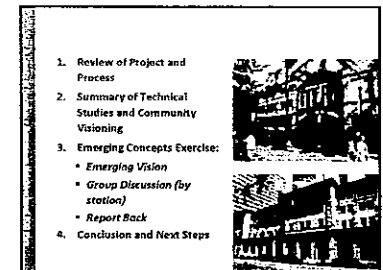 1. Review of Project and
Process
2. Summary of Technical
Studies and Community
Visioning
3. Emerging Concepts Exercise:
• Emerging Vision
• Group Discussion (by
station)
• Report Back
4. Conclusion and Next Steps